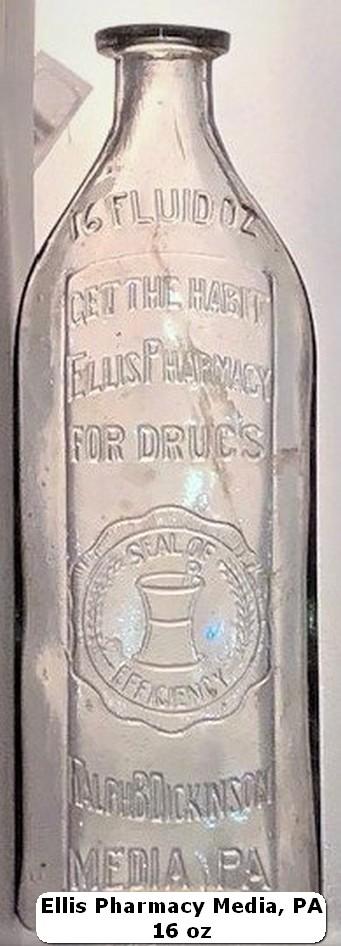 16 FLUID OZ
GET THE HABIT
ELLIS PHARMACY
FOR DRUGS
SEAL OF
EFFICIENCY
RALPH B DICKINSON
MEDIA, PA
Ellis Pharmacy Media, PA
16 oz